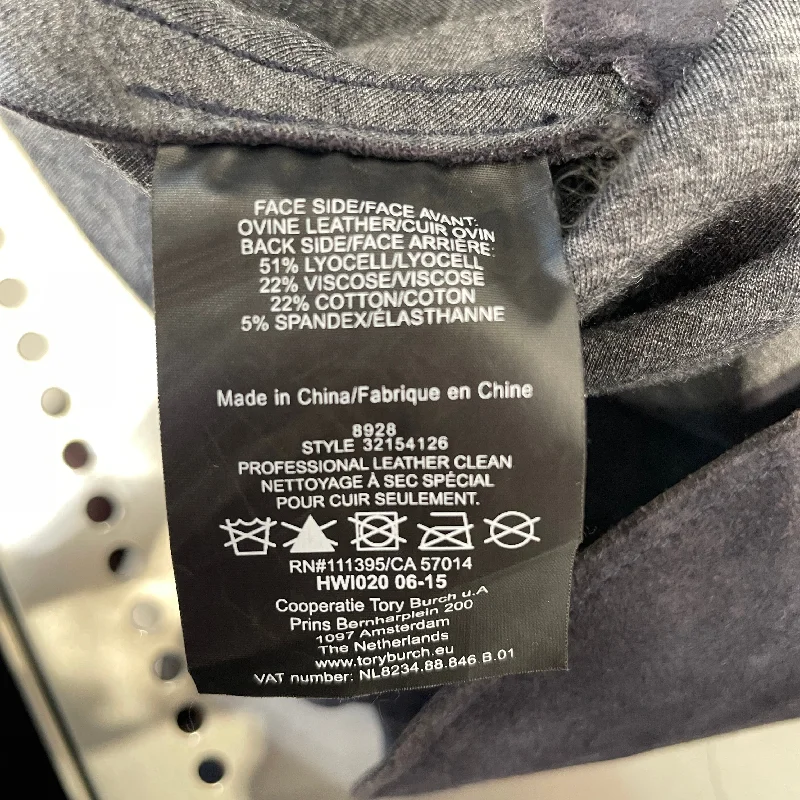 FACE SIDE/FACE AVANT:
OVINE LEATHER/CUIR OVIN
BACK SIDE/FACE ARRIÈRE:
51% LYOCELL/LYOCELL
22% VISCOSE/VISCOSE
22% COTTON/COTON
5% SPANDEX/ÉLASTHANNE
Made in China/Fabrique en Chine
8928
STYLE 32154126
PROFESSIONAL LEATHER CLEAN
NETTOYAGE À SEC SPÉCIAL
POUR CUIR SEULEMENT.
RN#111395/CA 57014
HWI020 06-15
Cooperatie Tory Burch u.A
Prins Bernharplein 200
1097 Amsterdam
The Netherlands
www.toryburch.eu
VAT number: NL8234.88.846.B.01